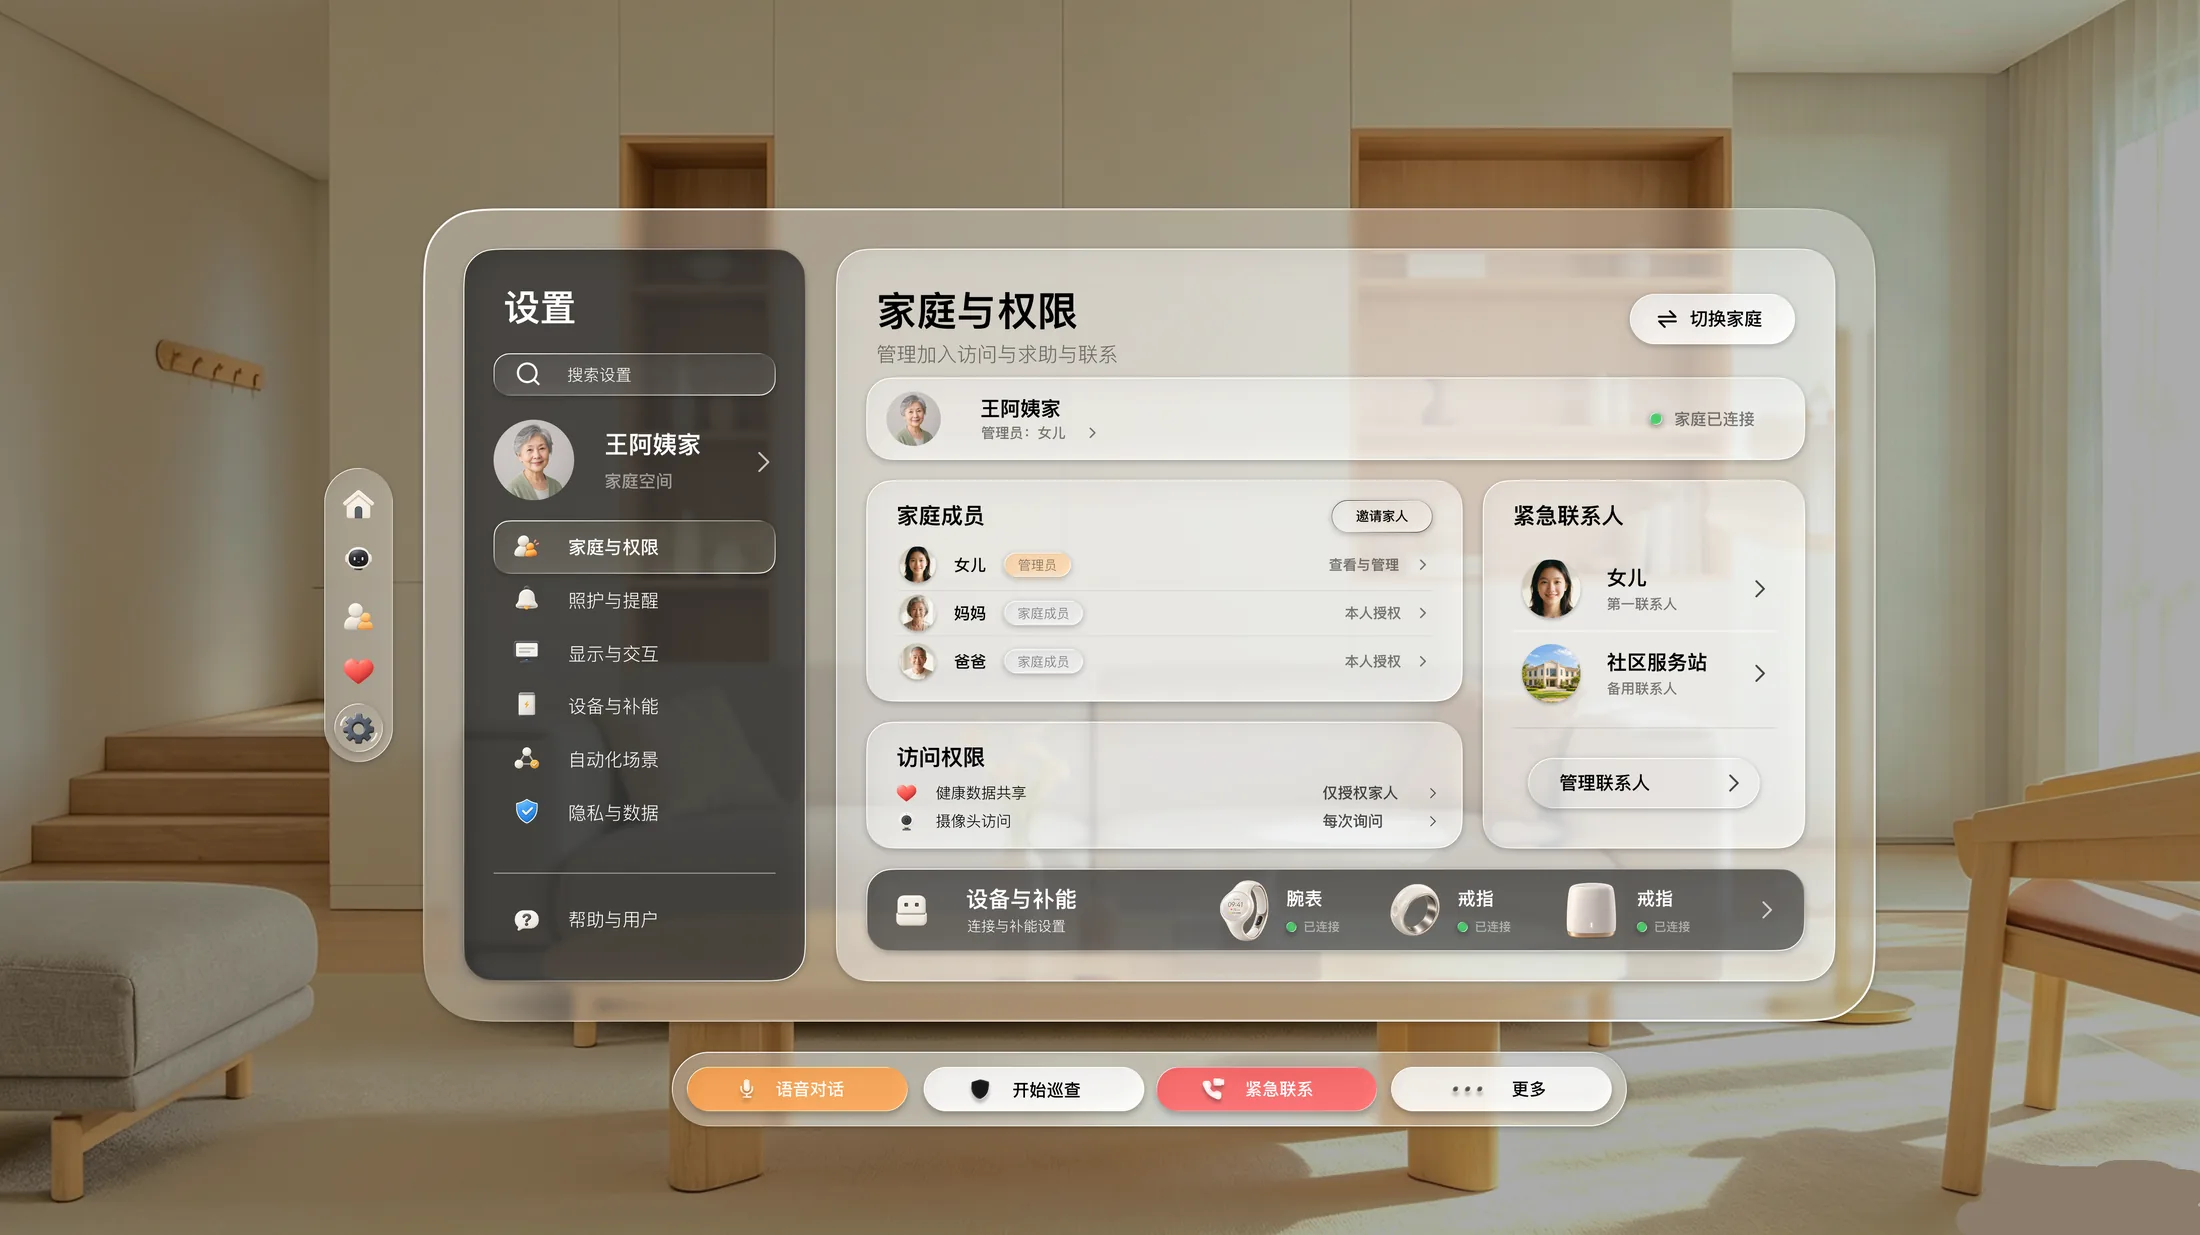 设置
搜索设置
王阿姨家
家庭空间
家庭与权限
照护与提醒
显示与交互
设备与补能
自动化场景
隐私与数据
帮助与用户
家庭与权限
管理加入访问与求助与联系
切换家庭
王阿姨家
管理员：女儿
家庭已连接
家庭成员
邀请家人
女儿 管理员 查看与管理
妈妈 家庭成员 本人授权
爸爸 家庭成员 本人授权
访问权限
健康数据共享 仅授权家人
摄像头访问 每次询问
紧急联系人
女儿
第一联系人
社区服务站
备用联系人
管理联系人
设备与补能
连接与补能设置
09:41
腕表
已连接
戒指
已连接
戒指
已连接
语音对话
开始巡查
紧急联系
更多